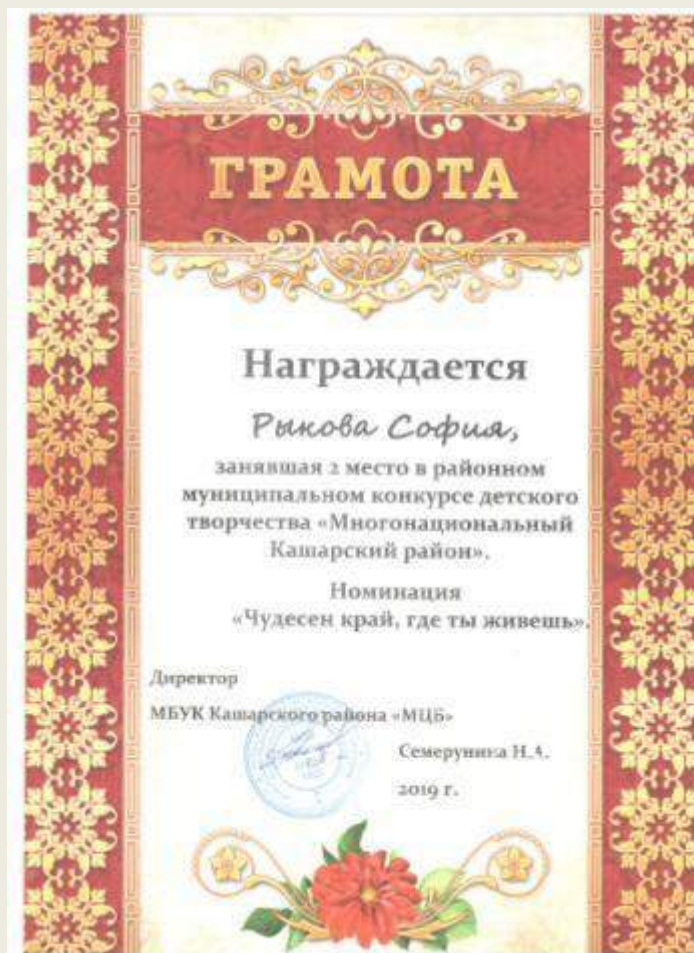 ГРАМОТА
Награждается
Рыкова София,
занявшая 2 место в районном
муниципальном конкурсе детского
творчества «Многонациональный
Кашарский район».
Номинация
«Чудесен край, где ты живешь».
Директор
МБУК Кашарского района «МЦБ»
Семерунина Н.А.
2019 г.